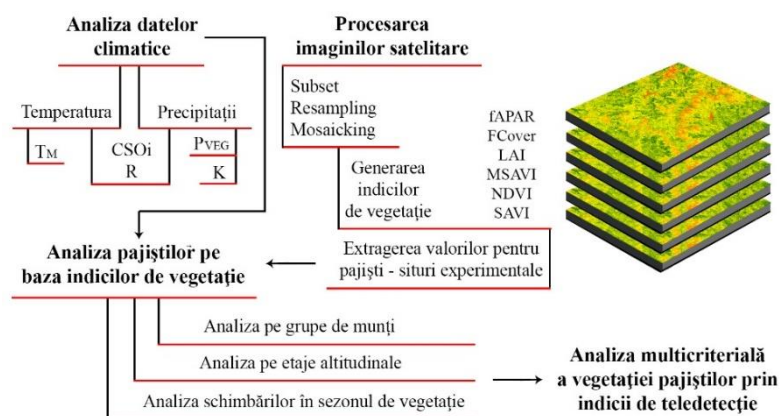 Analiza datelor
climatice
Temperatura
Precipitații
TM
CSOi
R
PVEG
K
Procesarea
imaginilor satelitare
Subset
Resampling
Mosaicking
Generarea
indicilor
de vegetație
fAPAR
FCover
LAI
MSAVI
NDVI
SAVI
Extragerea valorilor pentru
pajiști - situri experimentale
Analiza pajiștilor pe
baza indicilor de vegetație
Analiza pe grupe de munți
Analiza pe etaje altitudinale
Analiza schimbărilor în sezonul de vegetație
Analiza multicriterială
a vegetației pajiștilor prin
indicii de teledetecție